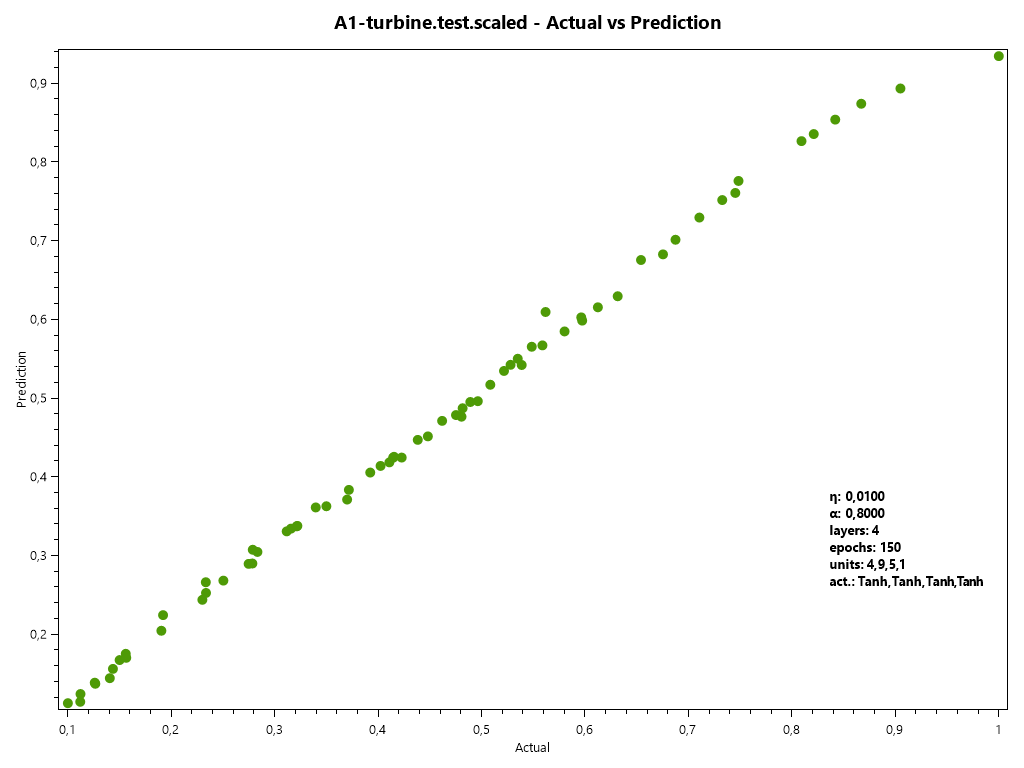 A1-turbine.test.scaled - Actual vs Prediction
0,9
0,8
0,7
0,6
0,5
0,4
0,3
0,2
Prediction
η: 0,0100
α: 0,8000
layers: 4
epochs: 150
units: 4,9,5,1
act.: Tanh,Tanh,Tanh,Tanh
0,1 0,2 0,3 0,4 0,5 0,6 0,7 0,8 0,9 1
Actual